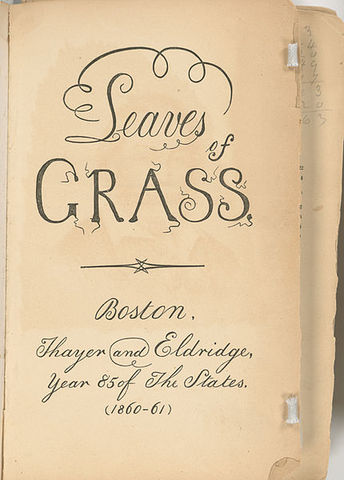 Leaves
of
GRASS.
Boston,
Thayer and Eldridge,
Year 85 of The States.
(1860-61)